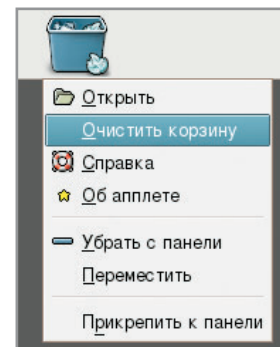 Открыть
Очистить корзину
Справка
Об апплете
Убрать с панели
Переместить
Прикрепить к панели